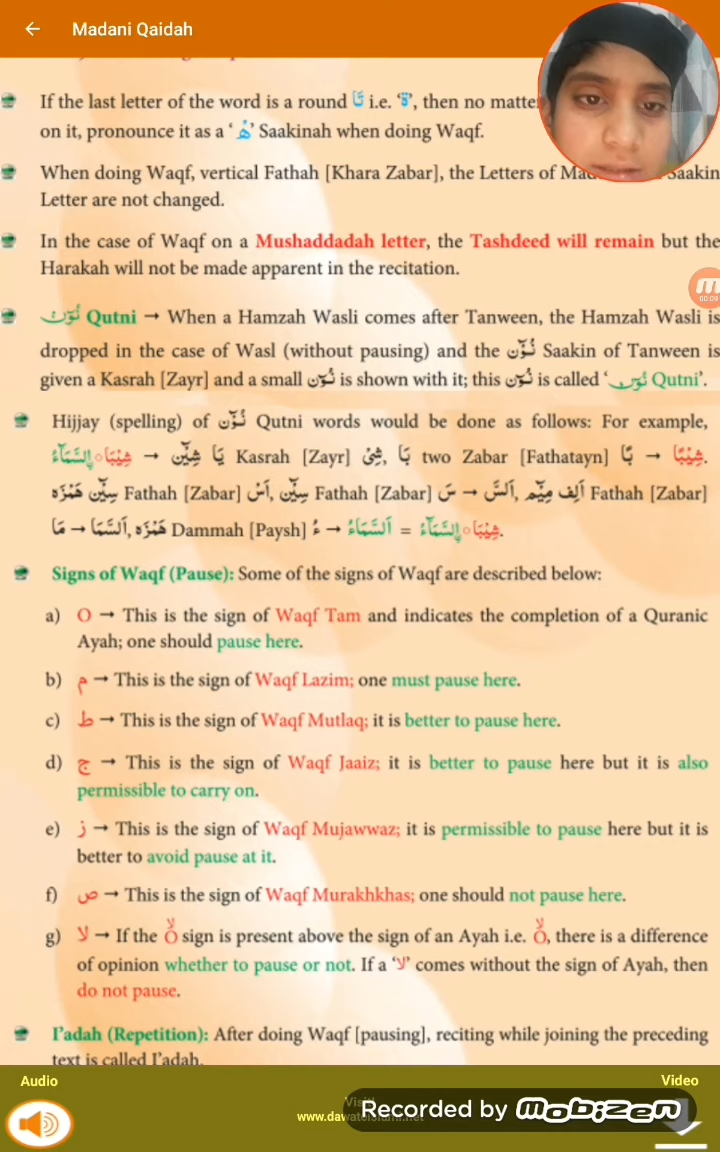 Madani Qaidah
If the last letter of the word is a round تَا i.e. ‘ۃ’, then no matte
on it, pronounce it as a ‘ هْ ’ Saakinah when doing Waqf.
When doing Waqf, vertical Fathah [Khara Zabar], the Letters of Saakin
Letter are not changed.
In the case of Waqf on a Mushaddadah letter, the Tashdeed will remain but the
Harakah will not be made apparent in the recitation.
نُوْن Qutni → When a Hamzah Wasli comes after Tanween, the Hamzah Wasli is
dropped in the case of Wasl (without pausing) and the نُوْن Saakin of Tanween is
given a Kasrah [Zayr] and a small نُوْن is shown with it; this نُوْن is called ‘نُوْن Qutni’.
Hijjay (spelling) of نُوْن Qutni words would be done as follows: For example,
→ Kasrah [Zayr] two Zabar [Fathatayn] →
Fathah [Zabar] Fathah [Zabar] → Fathah [Zabar]
→ Dammah [Paysh] → =
Signs of Waqf (Pause): Some of the signs of Waqf are described below:
a) O → This is the sign of Waqf Tam and indicates the completion of a Quranic
Ayah; one should pause here.
b) م → This is the sign of Waqf Lazim; one must pause here.
c) ط → This is the sign of Waqf Mutlaq; it is better to pause here.
d) ج → This is the sign of Waqf Jaaiz; it is better to pause here but it is also
permissible to carry on.
e) ز → This is the sign of Waqf Mujawwaz; it is permissible to pause here but it is
better to avoid pause at it.
f) ص → This is the sign of Waqf Murakhkhas; one should not pause here.
g) لا → If the sign is present above the sign of an Ayah i.e. , there is a difference
of opinion whether to pause or not. If a ‘لا’ comes without the sign of Ayah, then
do not pause.
I’adah (Repetition): After doing Waqf [pausing], reciting while joining the preceding
text is called I’adah.
Audio
Video
www.da
Recorded by Mobizen
00:09